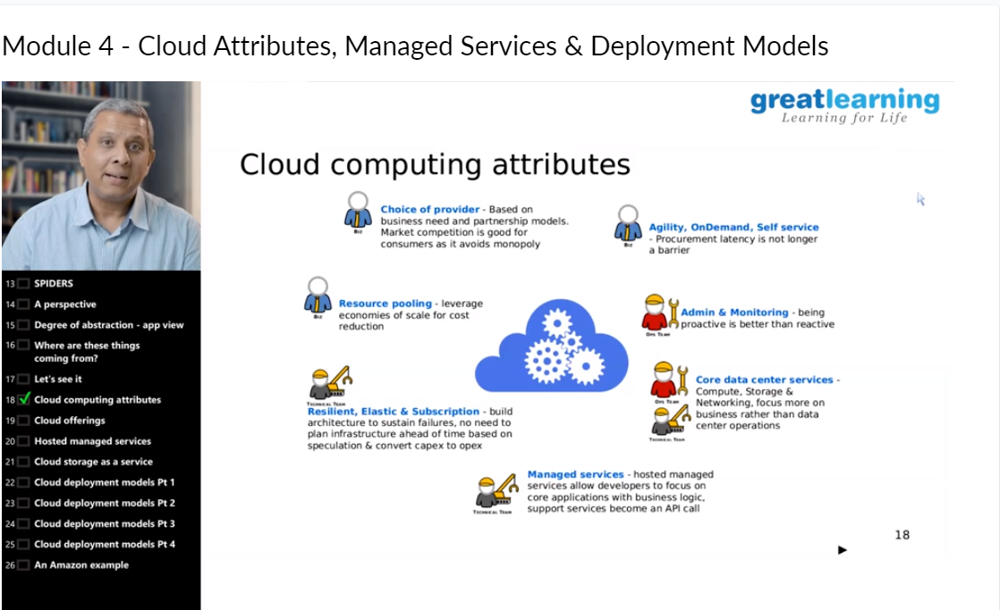 Module 4 - Cloud Attributes, Managed Services & Deployment Models
greatlearning
Learning for Life
Cloud computing attributes
Biz
Choice of provider - Based on
business need and partnership models.
Market competition is good for
consumers as it avoids monopoly
Biz
Agility, OnDemand, Self service
- Procurement latency is not longer
a barrier
Biz
Resource pooling - leverage
economies of scale for cost
reduction
Ops Team
Admin & Monitoring - being
proactive is better than reactive
Technical Team
Resilient, Elastic & Subscription - build
architecture to sustain failures, no need to
plan infrastructure ahead of time based on
speculation & convert capex to opex
Ops Team
Technical Team
Core data center services -
Compute, Storage &
Networking, focus more on
business rather than data
center operations
Technical Team
Managed services - hosted managed
services allow developers to focus on
core applications with business logic,
support services become an API call
18
13 SPIDERS
14 A perspective
15 Degree of abstraction - app view
16 Where are these things
coming from?
17 Let's see it
18 Cloud computing attributes
19 Cloud offerings
20 Hosted managed services
21 Cloud storage as a service
22 Cloud deployment models Pt 1
23 Cloud deployment models Pt 2
24 Cloud deployment models Pt 3
25 Cloud deployment models Pt 4
26 An Amazon example